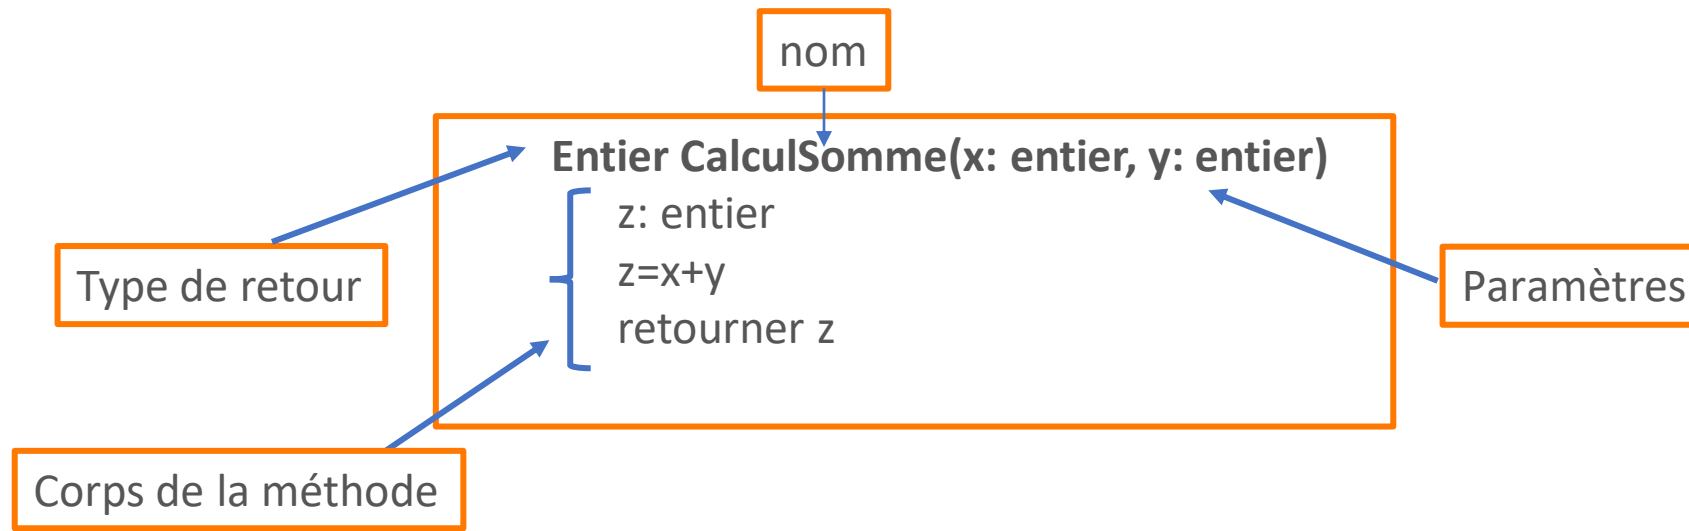 nom
Entier CalculSomme(x: entier, y: entier)
z: entier
z=x+y
retourner z
Type de retour
Paramètres
Corps de la méthode